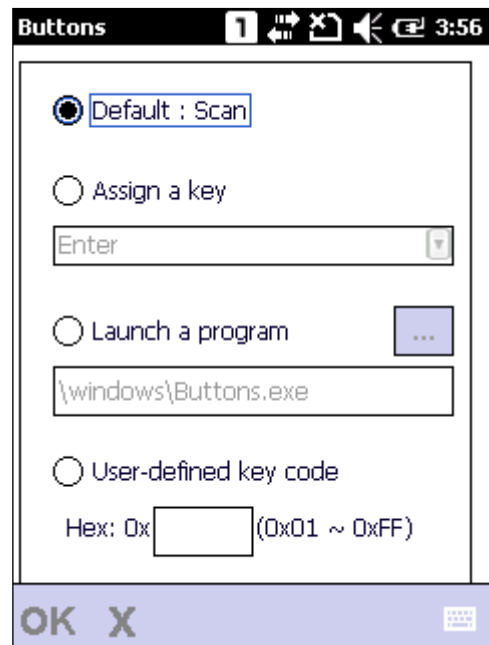 Buttons 1 3:56
Default : Scan
Assign a key
Enter
Launch a program ...
\windows\Buttons.exe
User-defined key code
Hex: 0x (0x01 ~ 0xFF)
OK X